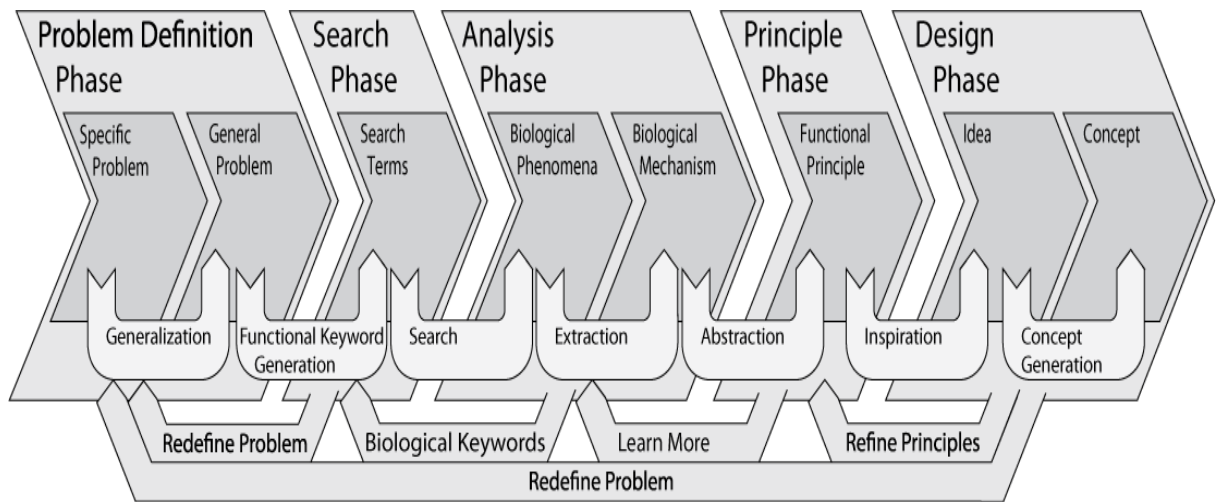 Problem Definition
Phase
Search
Phase
Analysis
Phase
Principle
Phase
Design
Phase
Specific
Problem
General
Problem
Search
Terms
Biological
Phenomena
Biological
Mechanism
Functional
Principle
Idea
Concept
Generalization
Functional Keyword
Generation
Search
Extraction
Abstraction
Inspiration
Concept
Generation
Redefine Problem
Biological Keywords
Learn More
Refine Principles
Redefine Problem